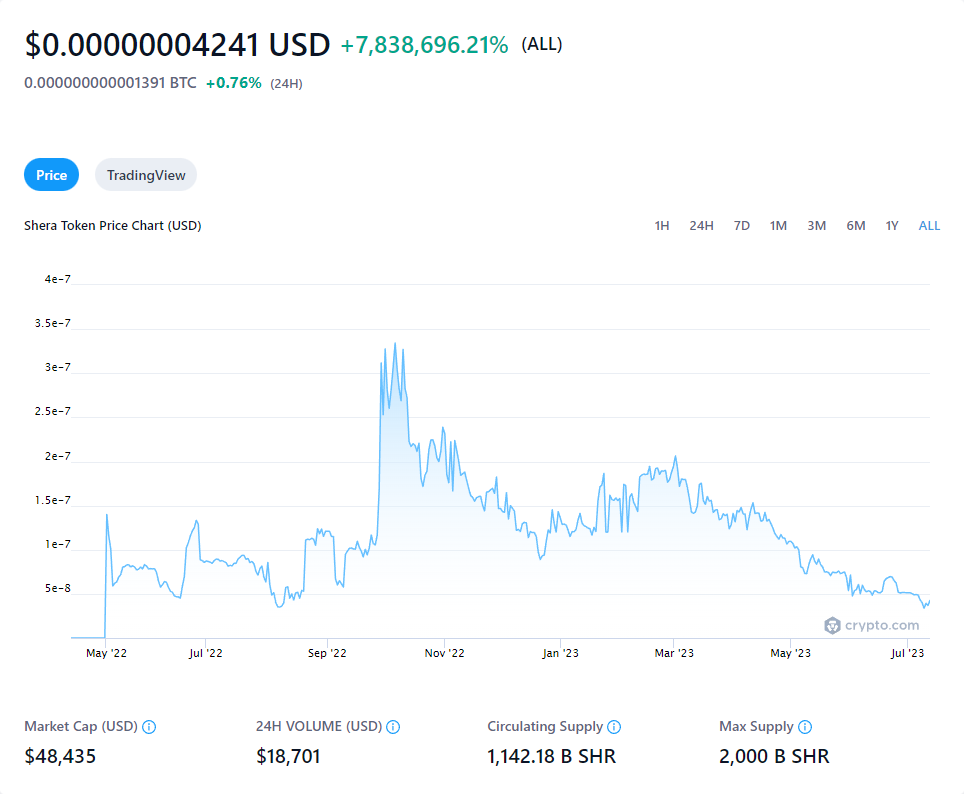 $0.00000004241 USD +7,838,696.21% (ALL)
0.000000000001391 BTC +0.76% (24H)
Price TradingView
Shera Token Price Chart (USD) 1H 24H 7D 1M 3M 6M 1Y ALL
4e-7
3.5e-7
3e-7
2.5e-7
2e-7
1.5e-7
1e-7
5e-8
crypto.com
May '22 Jul '22 Sep '22 Nov '22 Jan '23 Mar '23 May '23 Jul '23
Market Cap (USD) 24H VOLUME (USD) Circulating Supply Max Supply
$48,435 $18,701 1,142.18 B SHR 2,000 B SHR